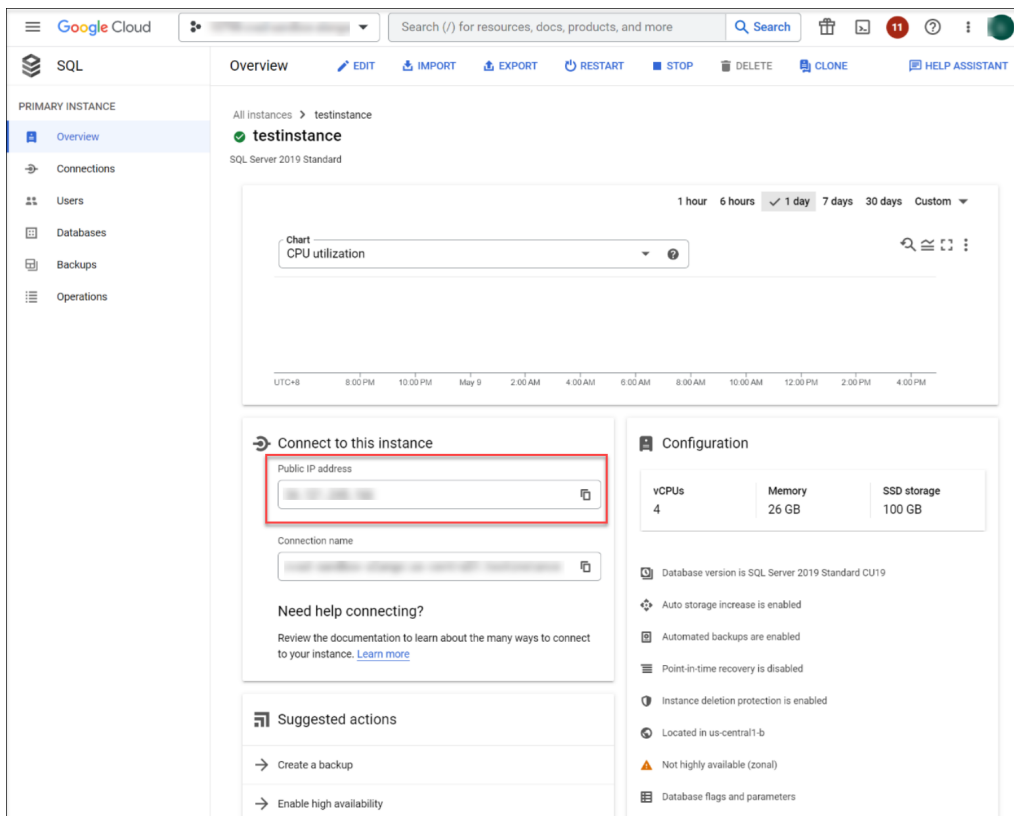 Google Cloud
Search (/) for resources, docs, products, and more
Search
11
SQL
Overview
EDIT
IMPORT
EXPORT
RESTART
STOP
DELETE
CLONE
HELP ASSISTANT
PRIMARY INSTANCE
Overview
Connections
Users
Databases
Backups
Operations
All instances > testinstance
testinstance
SQL Server 2019 Standard
1 hour 6 hours 1 day 7 days 30 days Custom
Chart
CPU utilization
UTC+8 8:00 PM 10:00 PM May 9 2:00 AM 4:00 AM 6:00 AM 8:00 AM 10:00 AM 12:00 PM 2:00 PM 4:00 PM
Connect to this instance
Public IP address
Connection name
Need help connecting?
Review the documentation to learn about the many ways to connect
to your instance. Learn more
Suggested actions
Create a backup
Enable high availability
Configuration
vCPUs Memory SSD storage
4 26 GB 100 GB
Database version is SQL Server 2019 Standard CU19
Auto storage increase is enabled
Automated backups are enabled
Point-in-time recovery is disabled
Instance deletion protection is enabled
Located in us-central1-b
Not highly available (zonal)
Database flags and parameters